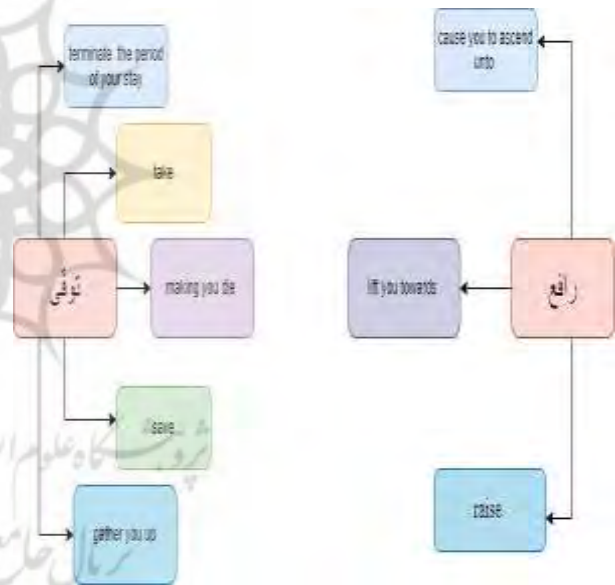 terminate the period
of your stay
cause you to ascend
unto
take
توفّى
making you die
lift you towards
رافع
save
gather you up
raise